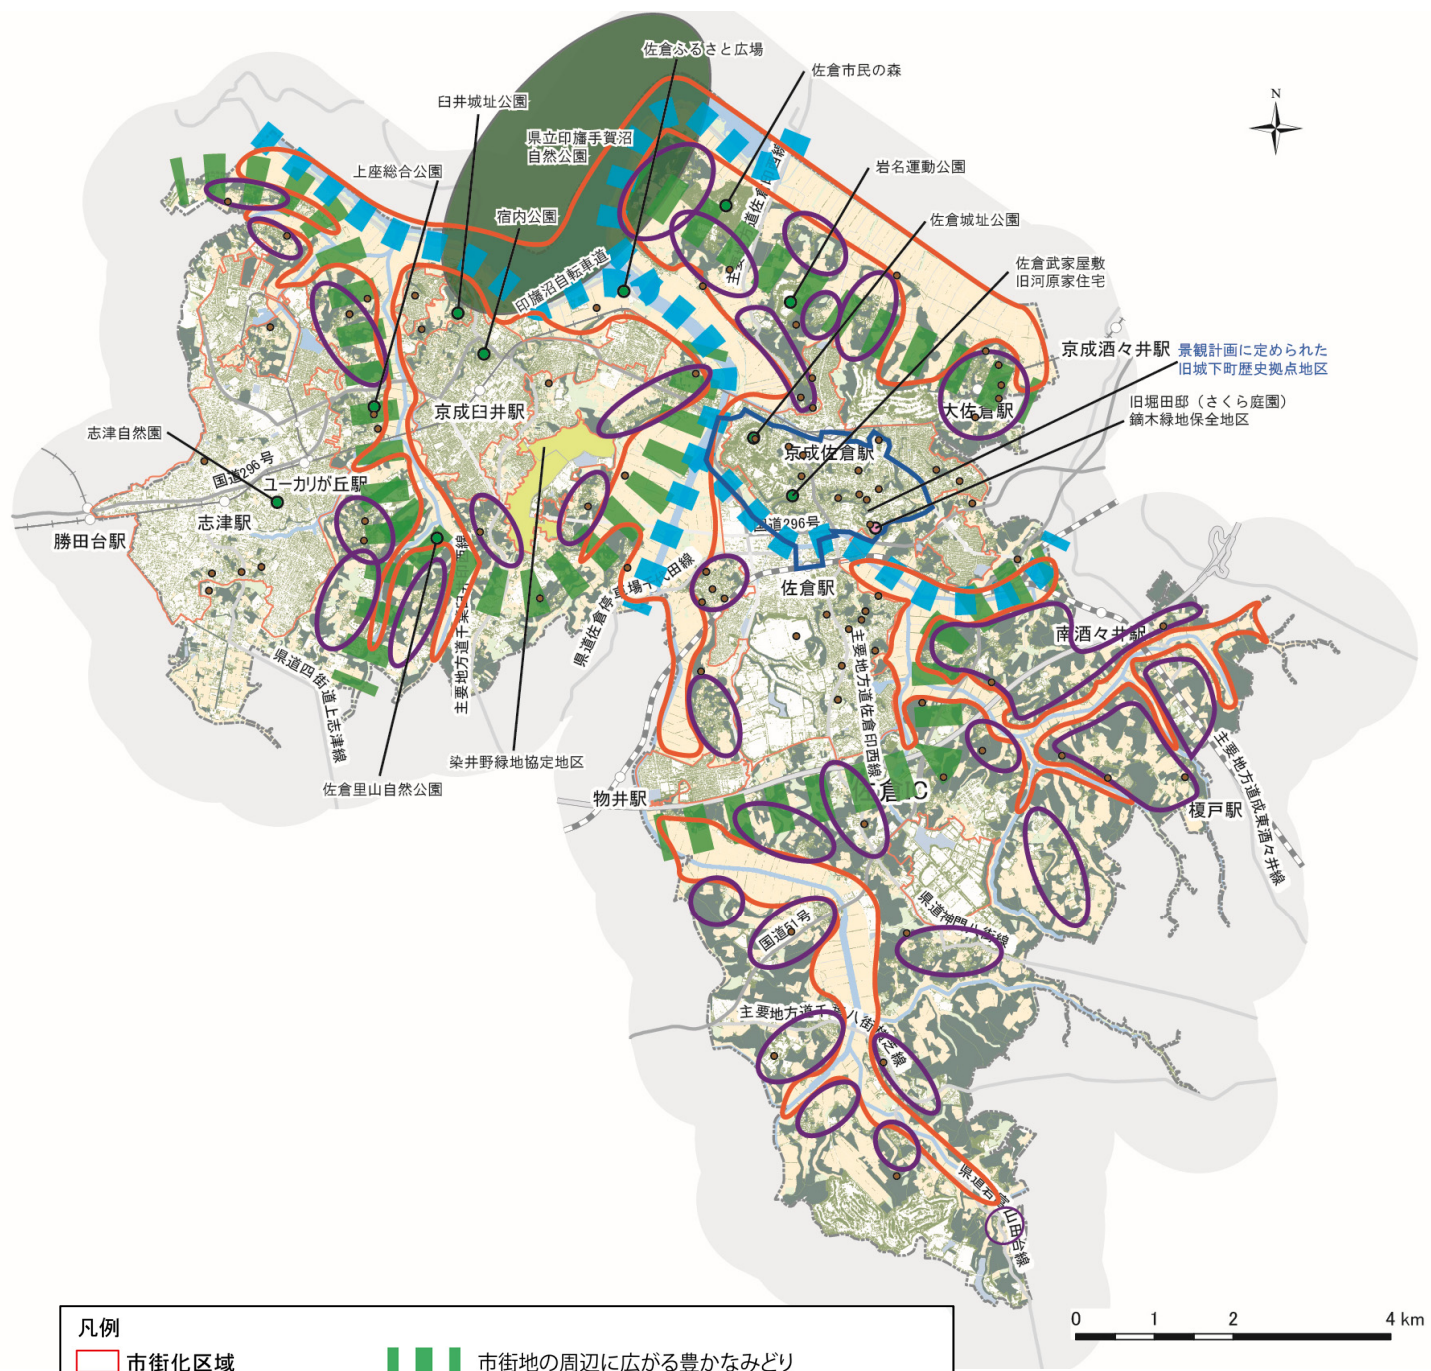 佐倉ふるさと広場
佐倉市民の森
N
臼井城址公園
県立印旛手賀沼
自然公園
上座総合公園
岩名運動公園
宿内公園
佐倉城址公園
佐倉武家屋敷
旧河原家住宅
印旛沼自転車道
京成酒々井駅
景観計画に定められた
旧城下町歴史拠点地区
旧堀田邸（さくら庭園）
鏑木緑地保全地区
京成臼井駅
大佐倉駅
志津自然園
京成佐倉駅
国道296号
ユーカリが丘駅
志津駅
国道296号
勝田台駅
佐倉駅
南酒々井駅
県道四街道上志津線
主要地方道佐倉印西線
主要地方道成東酒々井線
染井野緑地協定地区
佐倉里山自然公園
物井駅
佐倉IC
榎戸駅
県道神門八街線
国道51号
0 1 2 4 km
凡例
市街化区域
市街地の周辺に広がる豊かなみどり